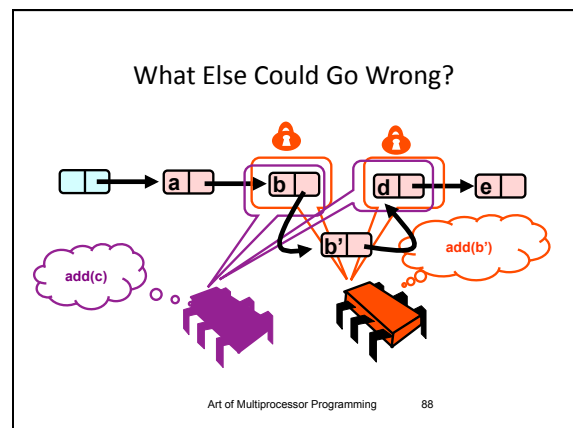 What Else Could Go Wrong?
a
b
d
e
b’
add(c)
add(b’)
Art of Multiprocessor Programming 88